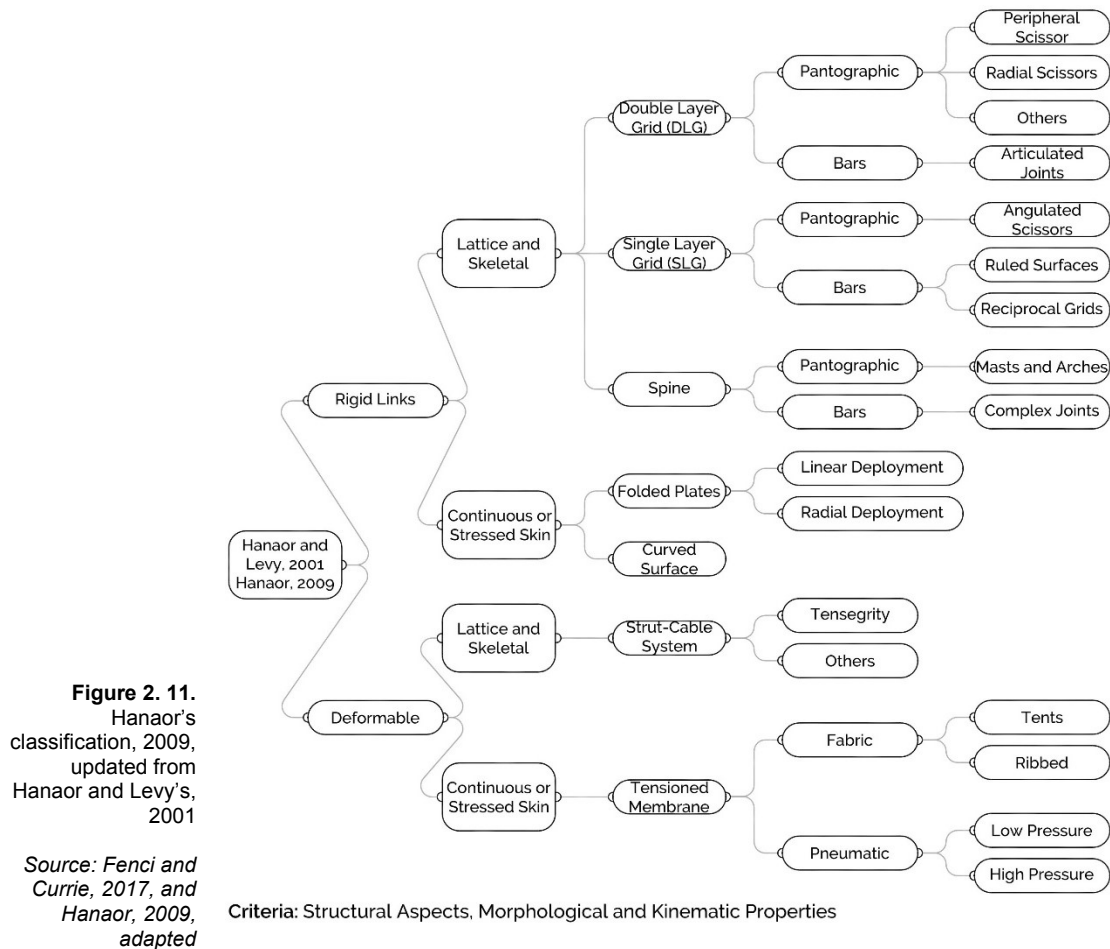 Peripheral
Scissor
Pantographic
Radial Scissors
Double Layer
Grid (DLG)
Others
Bars
Articulated
Joints
Lattice and
Skeletal
Pantographic
Angulated
Scissors
Single Layer
Grid (SLG)
Ruled Surfaces
Bars
Reciprocal Grids
Pantographic
Masts and Arches
Spine
Rigid Links
Bars
Complex Joints
Linear Deployment
Folded Plates
Continuous or
Stressed Skin
Radial Deployment
Hanaor and
Levy, 2001
Hanaor, 2009
Curved
Surface
Lattice and
Skeletal
Strut-Cable
System
Tensegrity
Others
Deformable
Tents
Fabric
Ribbed
Continuous or
Stressed Skin
Tensioned
Membrane
Low Pressure
Pneumatic
High Pressure
Figure 2. 11.
Hanaor's
classification, 2009,
updated from
Hanaor and Levy's,
2001
Source: Fenci and
Currie, 2017, and
Hanaor, 2009,
adapted
Criteria: Structural Aspects, Morphological and Kinematic Properties